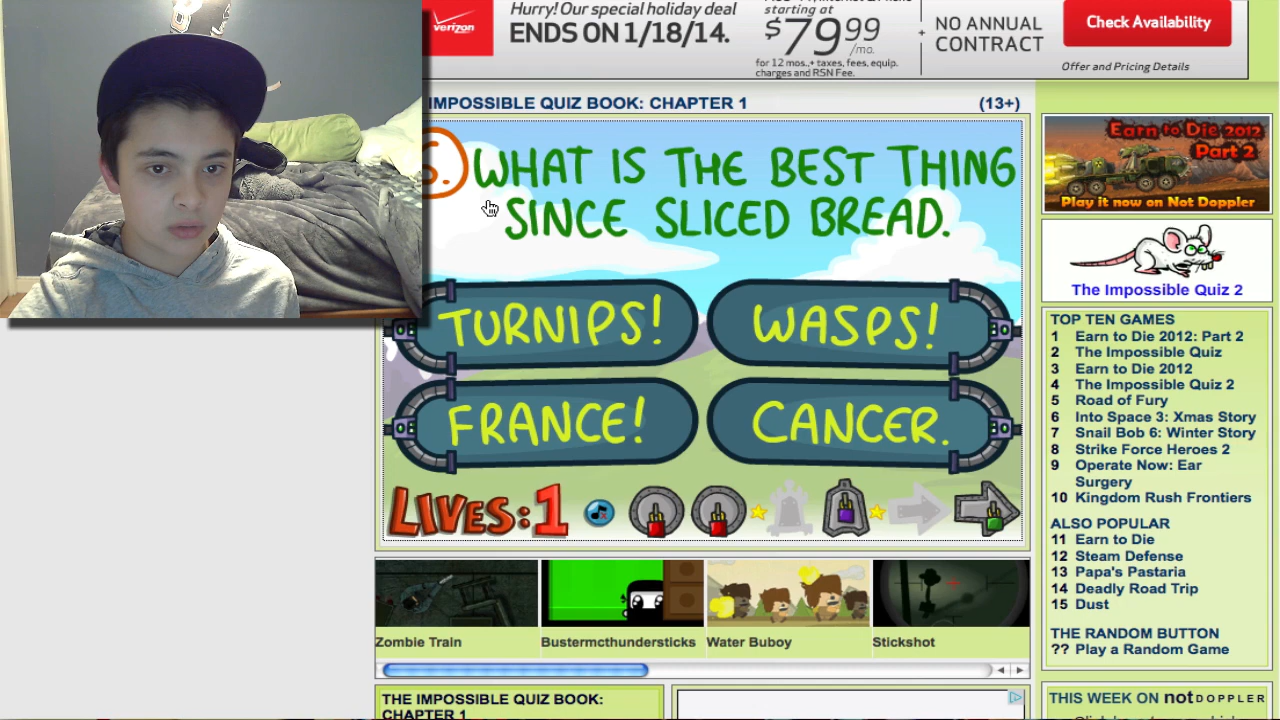 verizon
Hurry! Our special holiday deal
ENDS ON 1/18/14.
starting at
$79.99
/mo.
for 12 mos.,+ taxes, fees, equip.
charges and RSN Fee.
+
NO ANNUAL
CONTRACT
Check Availability
Offer and Pricing Details
IMPOSSIBLE QUIZ BOOK: CHAPTER 1
(13+)
WHAT IS THE BEST THING
SINCE SLICED BREAD.
TURNIPS!
WASPS!
FRANCE!
CANCER.
LIVES:1
Zombie Train
Bustermcthundersticks
Water Buboy
Stickshot
THE IMPOSSIBLE QUIZ BOOK:
CHAPTER 1
Earn to Die 2012
Part 2
Play it now on Not Doppler
The Impossible Quiz 2
TOP TEN GAMES
1 Earn to Die 2012: Part 2
2 The Impossible Quiz
3 Earn to Die 2012
4 The Impossible Quiz 2
5 Road of Fury
6 Into Space 3: Xmas Story
7 Snail Bob 6: Winter Story
8 Strike Force Heroes 2
9 Operate Now: Ear
Surgery
10 Kingdom Rush Frontiers
ALSO POPULAR
11 Earn to Die
12 Steam Defense
13 Papa's Pastaria
14 Deadly Road Trip
15 Dust
THE RANDOM BUTTON
?? Play a Random Game
THIS WEEK ON notDOPPLER